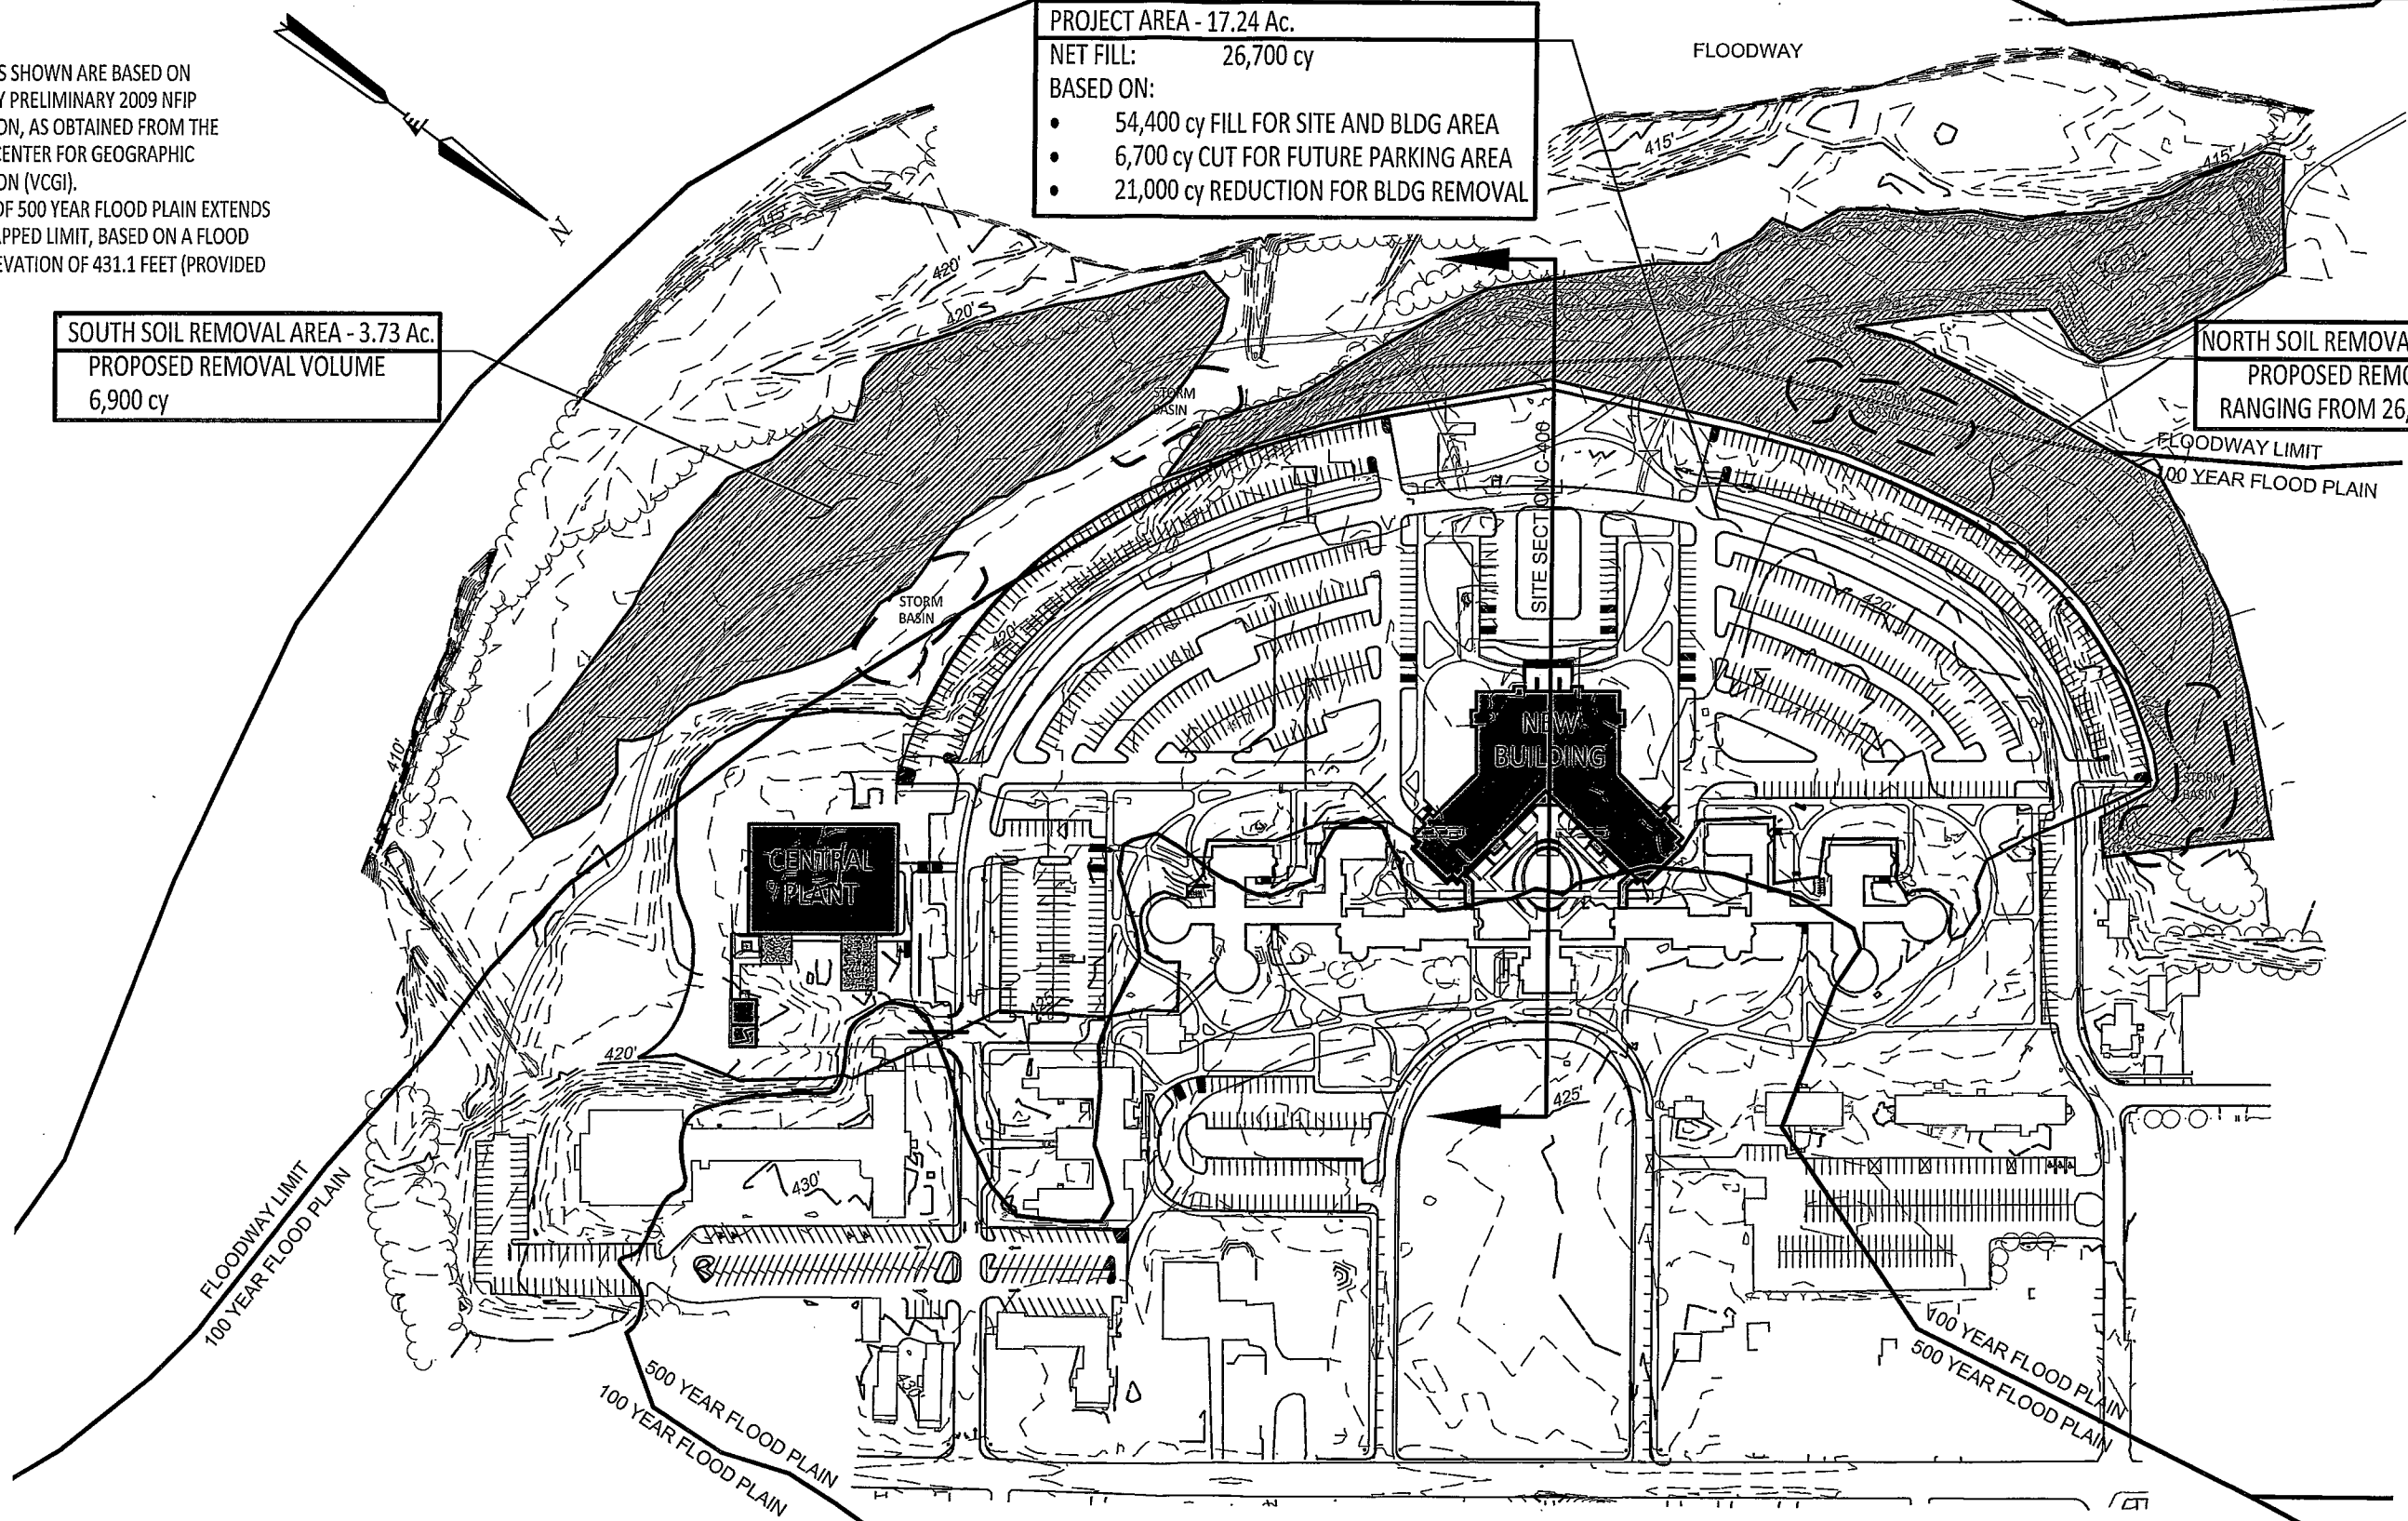 PROJECT AREA - 17.24 Ac.
NET FILL: 26,700 cy
BASED ON:
• 54,400 cy FILL FOR SITE AND BLDG AREA
• 6,700 cy CUT FOR FUTURE PARKING AREA
• 21,000 cy REDUCTION FOR BLDG REMOVAL
FLOODWAY
S SHOWN ARE BASED ON
Y PRELIMINARY 2009 NFIP
ON, AS OBTAINED FROM THE
CENTER FOR GEOGRAPHIC
ON (VCGI).
OF 500 YEAR FLOOD PLAIN EXTENDS
APPED LIMIT, BASED ON A FLOOD
EVATION OF 431.1 FEET (PROVIDED
N
415'
415'
415'
420'
420'
SOUTH SOIL REMOVAL AREA - 3.73 Ac.
PROPOSED REMOVAL VOLUME
6,900 cy
NORTH SOIL REMOVA
PROPOSED REMO
RANGING FROM 26,
STORM
BASIN
STORM
BASIN
FLOODWAY LIMIT
100 YEAR FLOOD PLAIN
SITE SECTION C-400
STORM
BASIN
420'
420'
410'
NEW
BUILDING
STORM
BASIN
CENTRAL
PLANT
425'
420'
425'
430'
FLOODWAY LIMIT
100 YEAR FLOOD PLAIN
430'
500 YEAR FLOOD PLAIN
100 YEAR FLOOD PLAIN
100 YEAR FLOOD PLAIN
500 YEAR FLOOD PLAIN